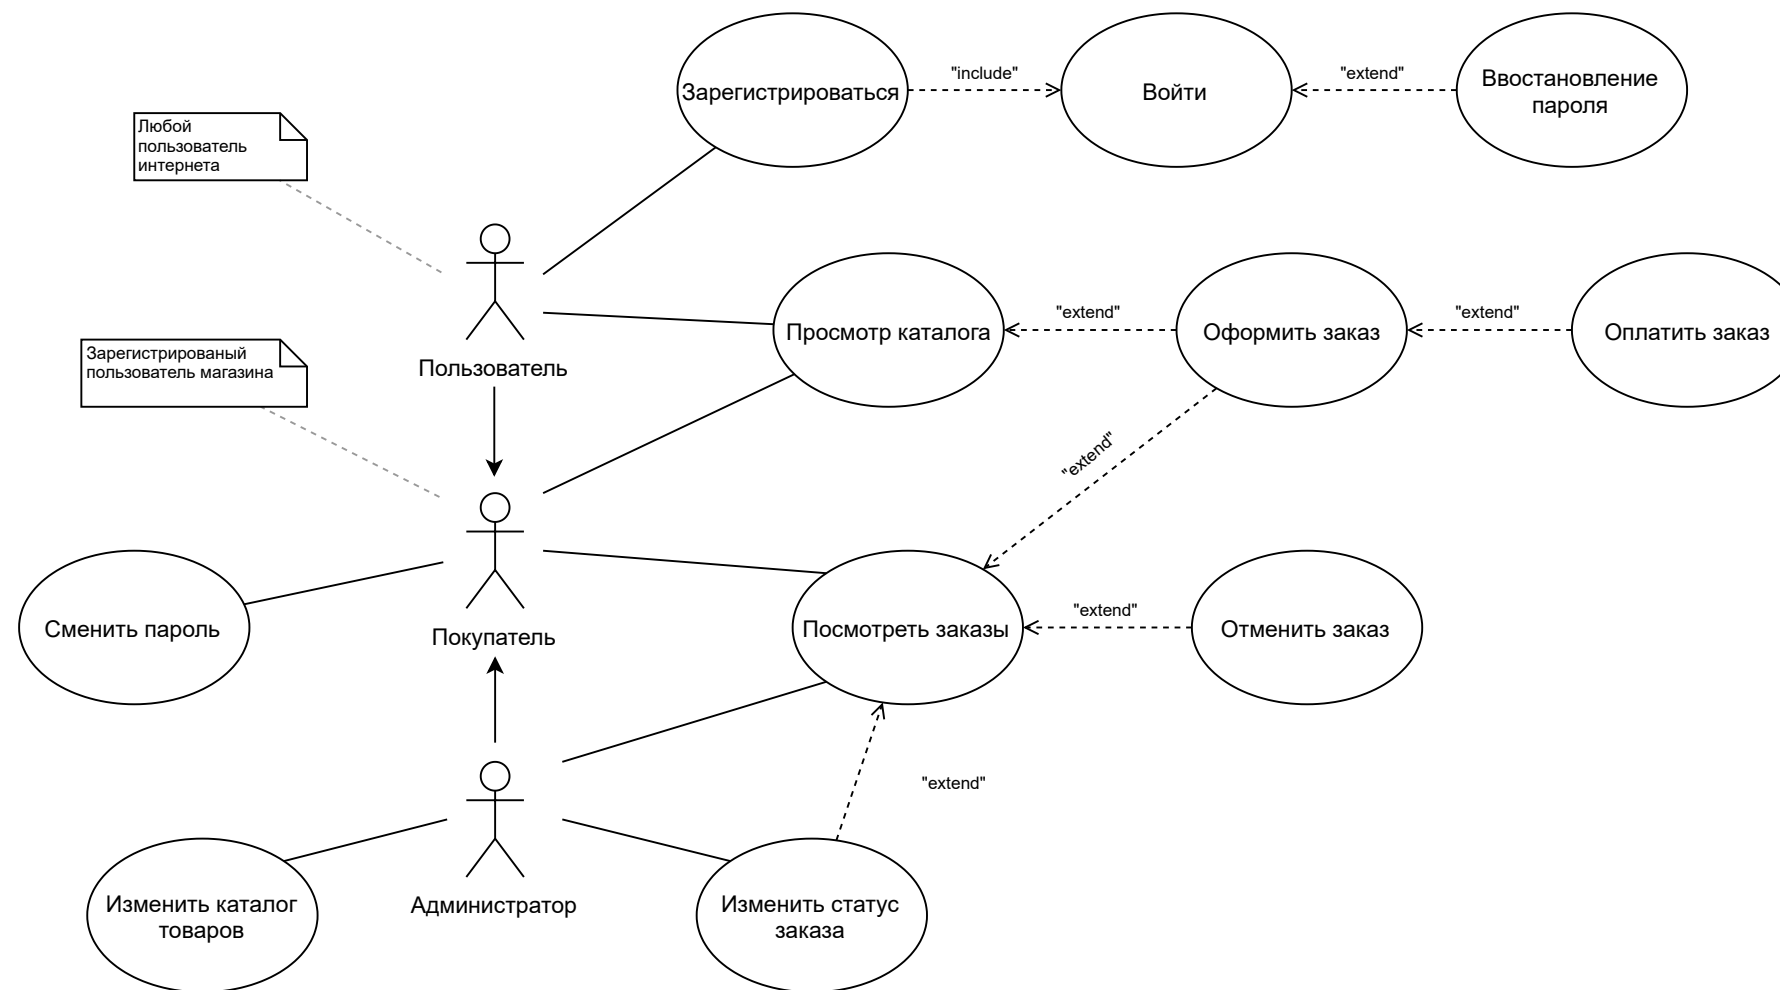 Зарегистрироваться
"include"
Войти
"extend"
Ввостановление
пароля
Любой
пользователь
интернета
Пользователь
Просмотр каталога
"extend"
Оформить заказ
"extend"
Оплатить заказ
Зарегистрированый
пользователь магазина
"extend"
Сменить пароль
Покупатель
Посмотреть заказы
"extend"
Отменить заказ
"extend"
Изменить каталог
товаров
Администратор
Изменить статус
заказа